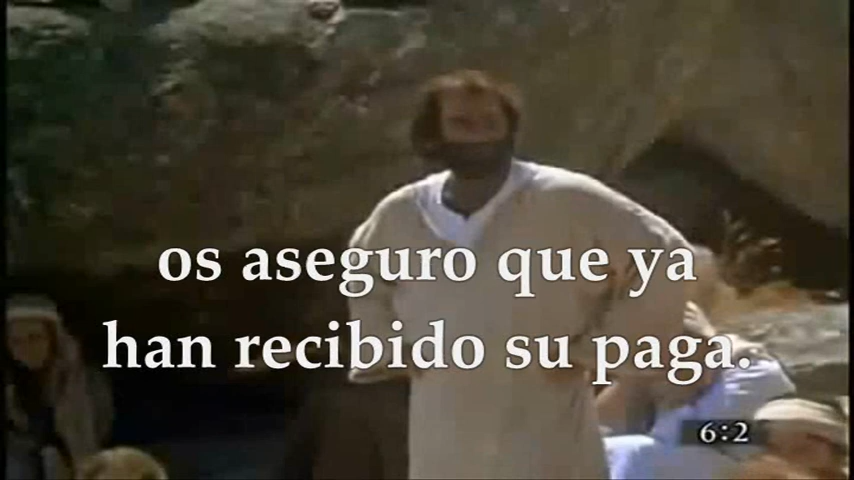 os aseguro que ya
han recibido su paga.
6:2